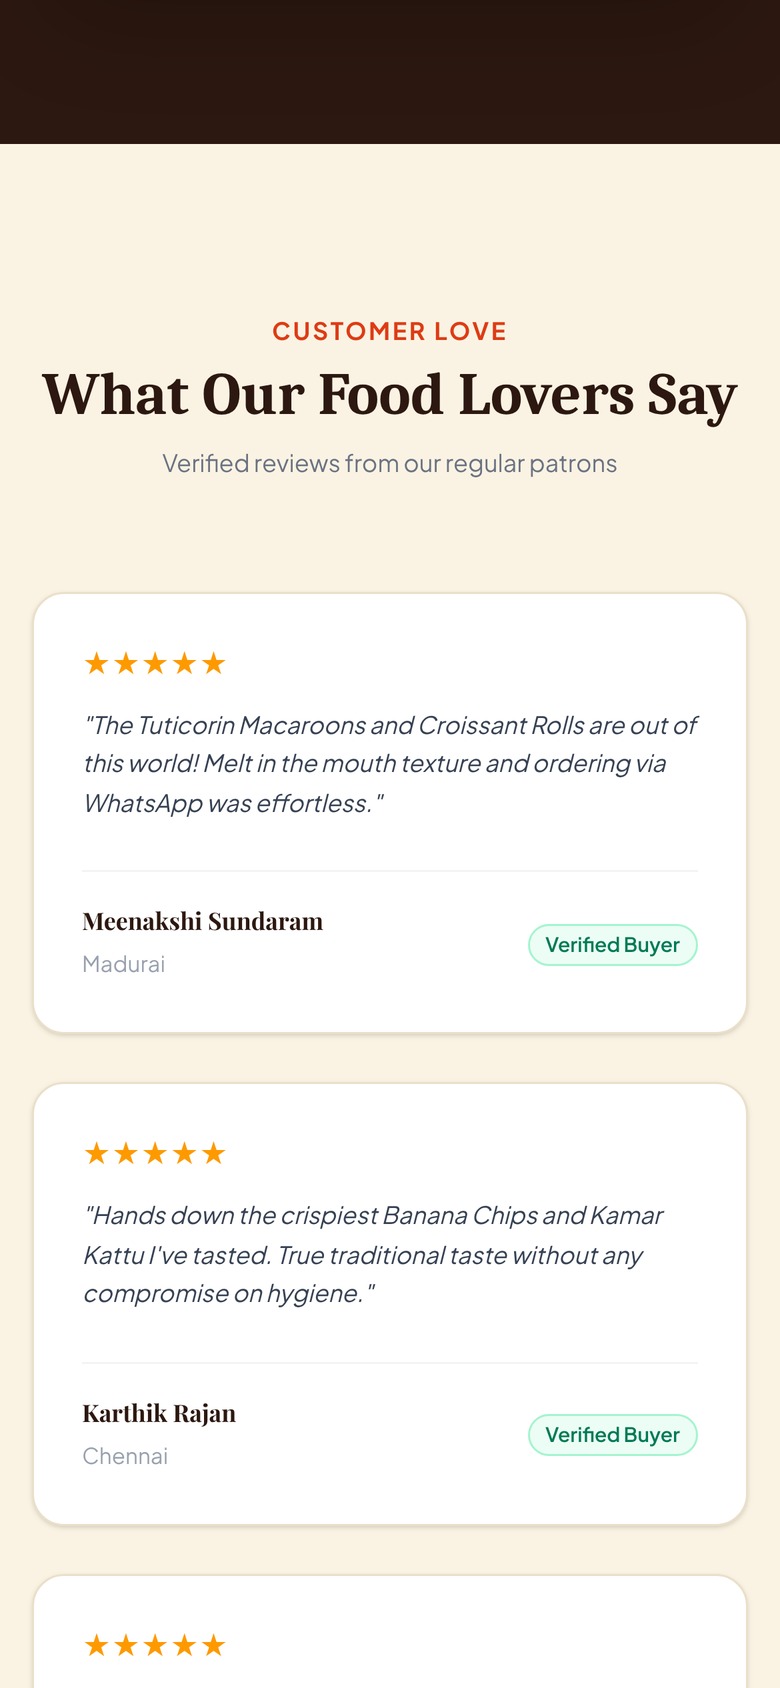 CUSTOMER LOVE
What Our Food Lovers Say
Verified reviews from our regular patrons
★★★★★
"The Tuticorin Macaroons and Croissant Rolls are out of
this world! Melt in the mouth texture and ordering via
WhatsApp was effortless."
Meenakshi Sundaram
Madurai
Verified Buyer
★★★★★
"Hands down the crispiest Banana Chips and Kamar
Kattu I've tasted. True traditional taste without any
compromise on hygiene."
Karthik Rajan
Chennai
Verified Buyer
★★★★★